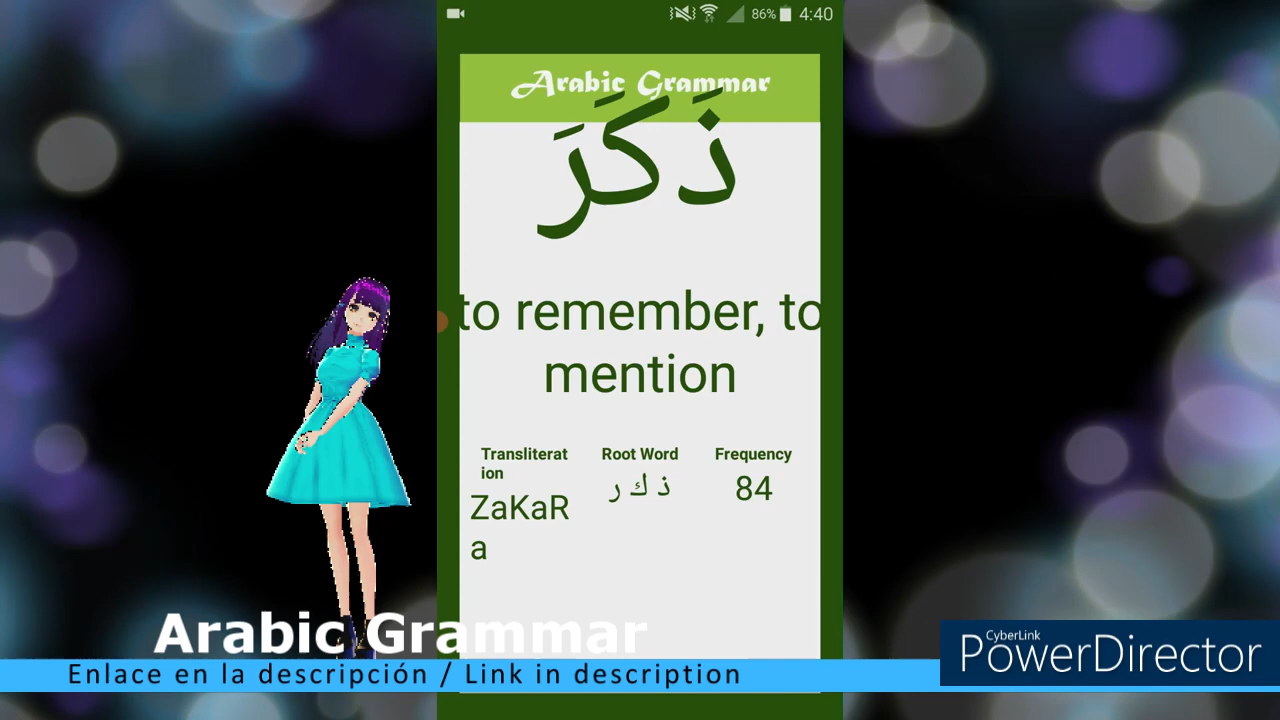 86% 4:40
Arabic Grammar
ذَكَرَ
to remember, to
mention
Transliterat
ion
Root Word
Frequency
ZaKaR
a
ذ ك ر
84
Arabic Grammar
Enlace en la descripción / Link in description
CyberLink
PowerDirector